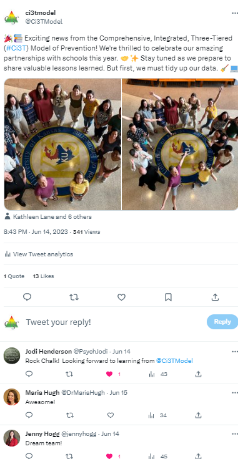 ci3tmodel
@Ci3TModel
Exciting news from the Comprehensive, Integrated, Three-Tiered
(#Ci3T) Model of Prevention! We're thrilled to celebrate our amazing
partnerships with schools this year. Stay tuned as we prepare to
share valuable lessons learned. But first, we must tidy up our data.
Kathleen Lane and 6 others
8:43 PM · Jun 14, 2023 · 541 Views
View Tweet analytics
1 Quote 13 Likes
Tweet your reply!
Reply
Jodi Henderson @PsychJodi · Jun 14
Rock Chalk! Looking forward to learning from @Ci3TModel
1 43
Maria Hugh @DrMariaHugh · Jun 15
Awesome!
34
Jenny Hogg @jennyhogg · Jun 14
Dream team!
1 45